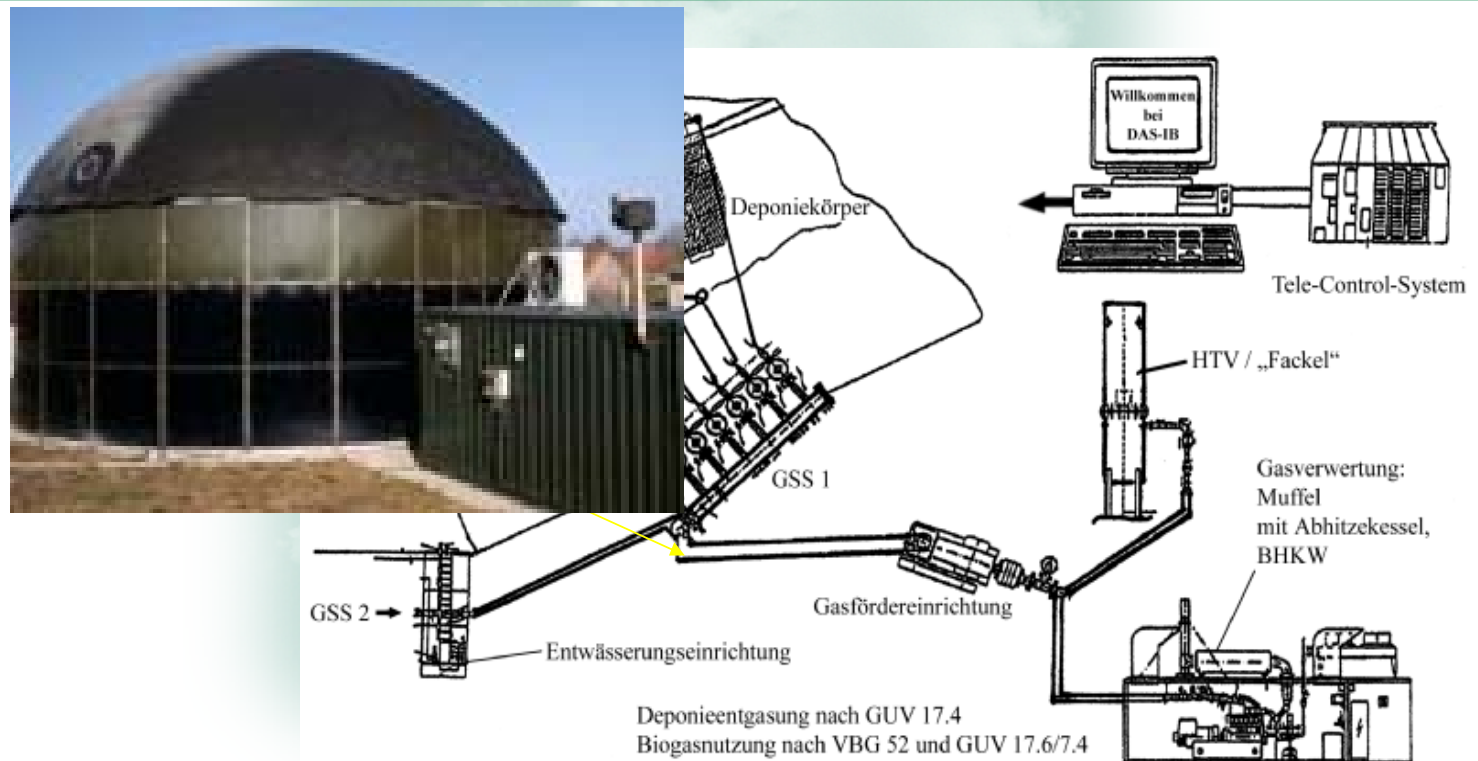 Willkommen
bei
DAS-IB
Deponiekörper
Tele-Control-System
HTV / „Fackel“
GSS 1
Gasverwertung:
Muffel
mit Abhitzekessel,
BHKW
Gasfördereinrichtung
GSS 2
Entwässerungseinrichtung
Deponieentgasung nach GUV 17.4
Biogasnutzung nach VBG 52 und GUV 17.6/7.4